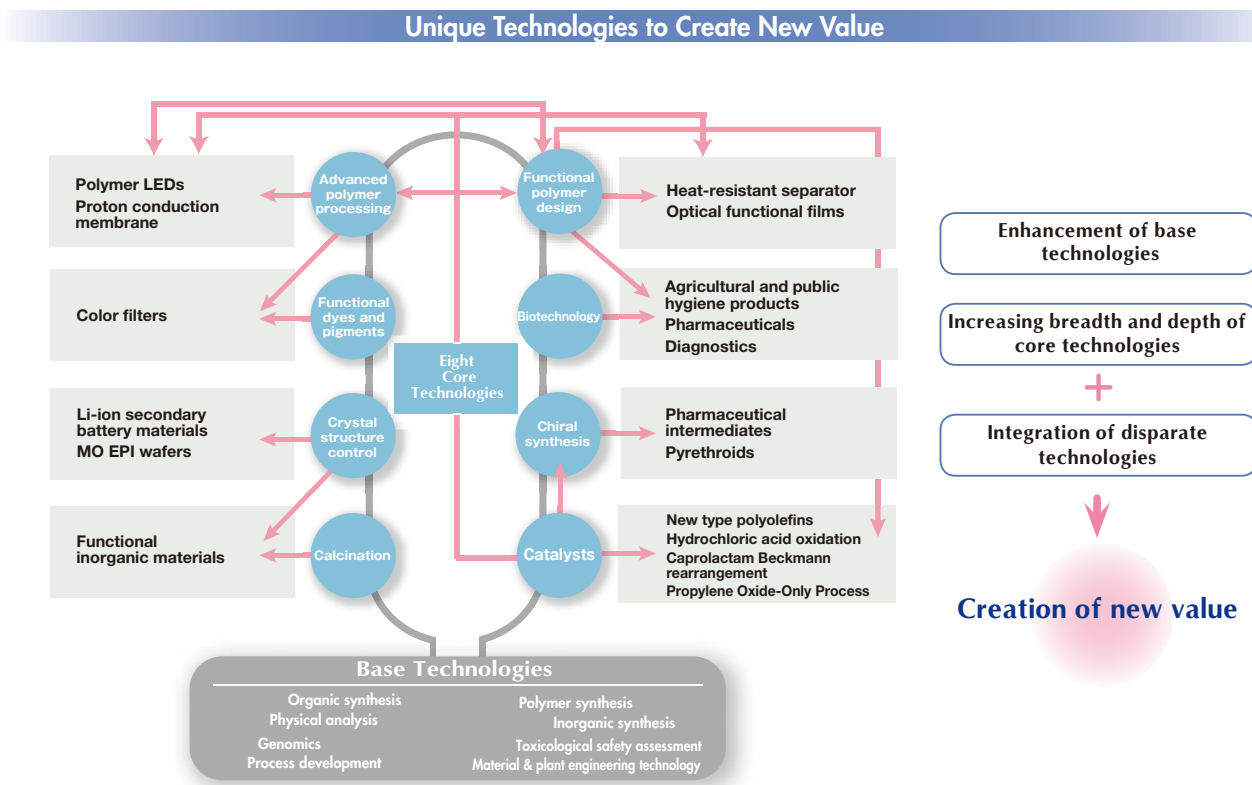 Unique Technologies to Create New Value
Polymer LEDs
Proton conduction
membrane
Advanced
polymer
processing
Functional
polymer
design
Heat-resistant separator
Optical functional films
Color filters
Functional
dyes and
pigments
Biotechnology
Agricultural and public
hygiene products
Pharmaceuticals
Diagnostics
Eight
Core
Technologies
Li-ion secondary
battery materials
MO EPI wafers
Crystal
structure
control
Chiral
synthesis
Pharmaceutical
intermediates
Pyrethroids
Functional
inorganic materials
Calcination
Catalysts
New type polyolefins
Hydrochloric acid oxidation
Caprolactam Beckmann
rearrangement
Propylene Oxide-Only Process
Base Technologies
Organic synthesis
Physical analysis
Genomics
Process development
Polymer synthesis
Inorganic synthesis
Toxicological safety assessment
Material & plant engineering technology
Enhancement of base
technologies
Increasing breadth and depth of
core technologies
+
Integration of disparate
technologies
Creation of new value